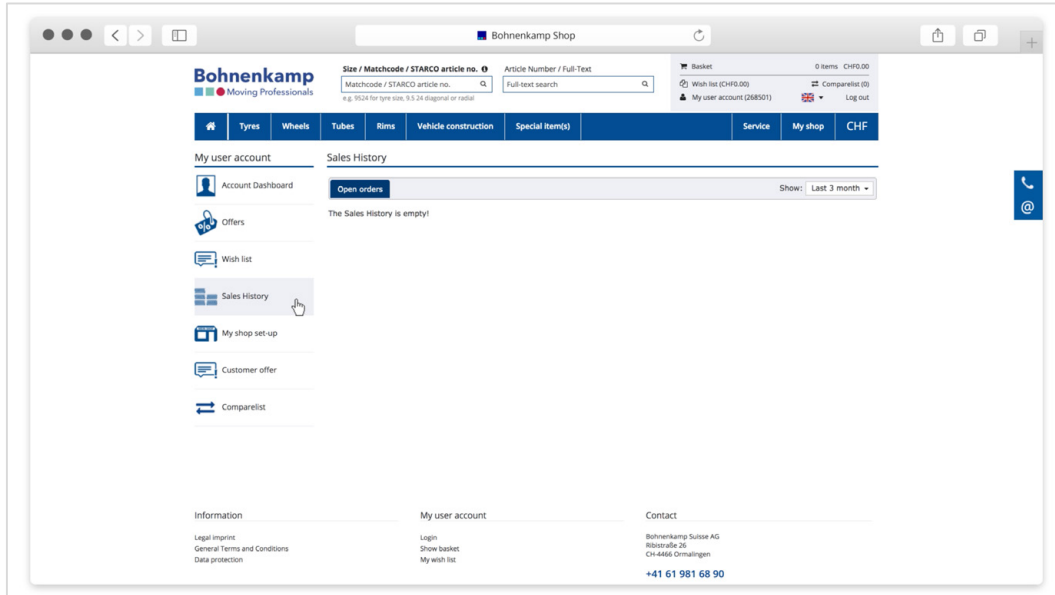 Bohnenkamp Shop
Bohnenkamp
Moving Professionals
Size / Matchcode / STARCO article no.
Matchcode / STARCO article no.
e.g. 9524 for tyre size, 9.5 24 diagonal or radial
Article Number / Full-Text
Full-text search
Basket
0 items CHF0.00
Wish list (CHF0.00)
Comparelist (0)
My user account (268501)
Log out
Tyres
Wheels
Tubes
Rims
Vehicle construction
Special item(s)
Service
My shop
CHF
My user account
Account Dashboard
Offers
Wish list
Sales History
My shop set-up
Customer offer
Comparelist
Sales History
Open orders
Show: Last 3 month
The Sales History is empty!
@
Information
Legal imprint
General Terms and Conditions
Data protection
My user account
Login
Show basket
My wish list
Contact
Bohnenkamp Suisse AG
Ribistraße 26
CH-4466 Ormalingen
+41 61 981 68 90